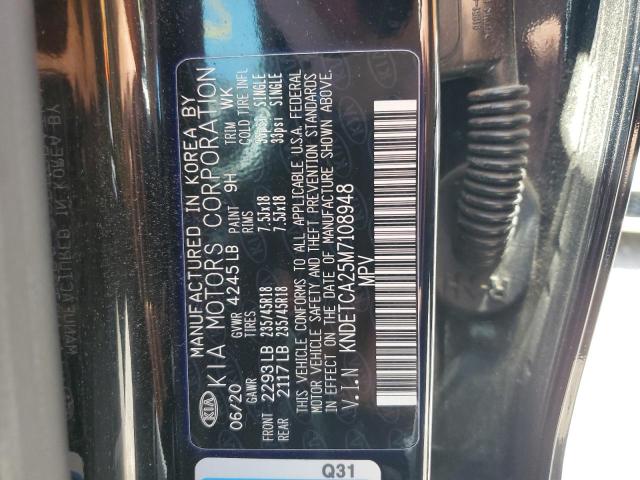 MANUFACTURED IN KOREA BY
KIA MOTORS CORPORATION
06/20 GVWR 4245 LB PAINT 9H TRIM WK
GAWR TIRES RIMS COLD TIRE INFL
FRONT 2293 LB 235/45R18 7.5Jx18 SINGLE
REAR 2117 LB 235/45R18 7.5Jx18 33psi SINGLE
THIS VEHICLE CONFORMS TO ALL APPLICABLE U.S.A. FEDERAL
MOTOR VEHICLE SAFETY AND THEFT PREVENTION STANDARDS
IN EFFECT ON THE DATE OF MANUFACTURE SHOWN ABOVE.
V.I.N KNDETCA25M7108948
MPV
KIA
Q31